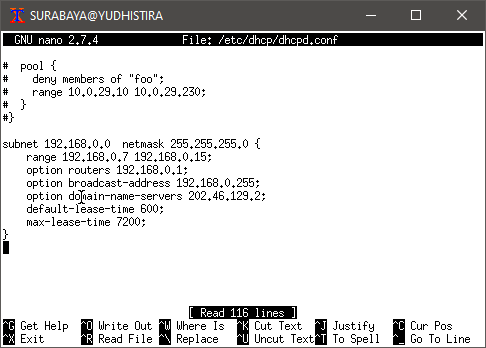 SURABAYA@YUDHISTIRA
GNU nano 2.7.4 File: /etc/dhcp/dhcpd.conf
#  pool {
#    deny members of "foo";
#    range 10.0.29.10 10.0.29.230;
#  }
#}
subnet 192.168.0.0  netmask 255.255.255.0 {
    range 192.168.0.7 192.168.0.15;
    option routers 192.168.0.1;
    option broadcast-address 192.168.0.255;
    option domain-name-servers 202.46.129.2;
    default-lease-time 600;
    max-lease-time 7200;
}
[ Read 116 lines ]
^G Get Help ^O Write Out ^W Where Is ^K Cut Text ^J Justify ^C Cur Pos
^X Exit ^R Read File ^\ Replace ^U Uncut Text ^T To Spell ^_ Go To Line